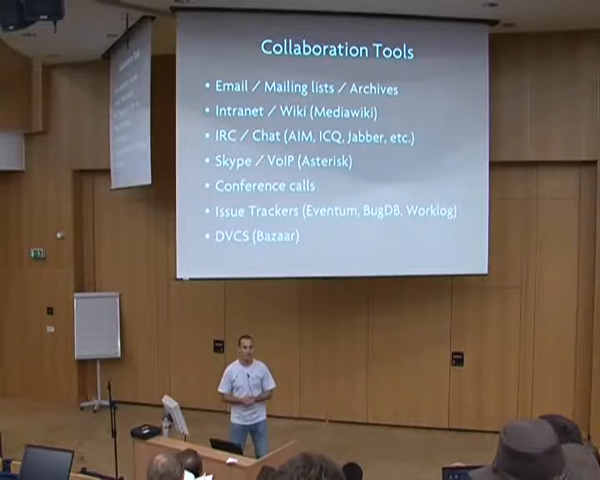 Collaboration Tools
• Email / Mailing lists / Archives
• Intranet / Wiki (Mediawiki)
• IRC / Chat (AIM, ICQ, Jabber, etc.)
• Skype / VoIP (Asterisk)
• Conference calls
• Issue Trackers (Eventum, BugDB, Worklog)
• DVCS (Bazaar)